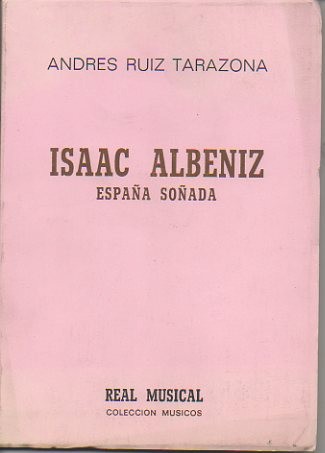 ANDRES RUIZ TARAZONA
ISAAC ALBENIZ
ESPAÑA SOÑADA
REAL MUSICAL
COLECCION MUSICOS